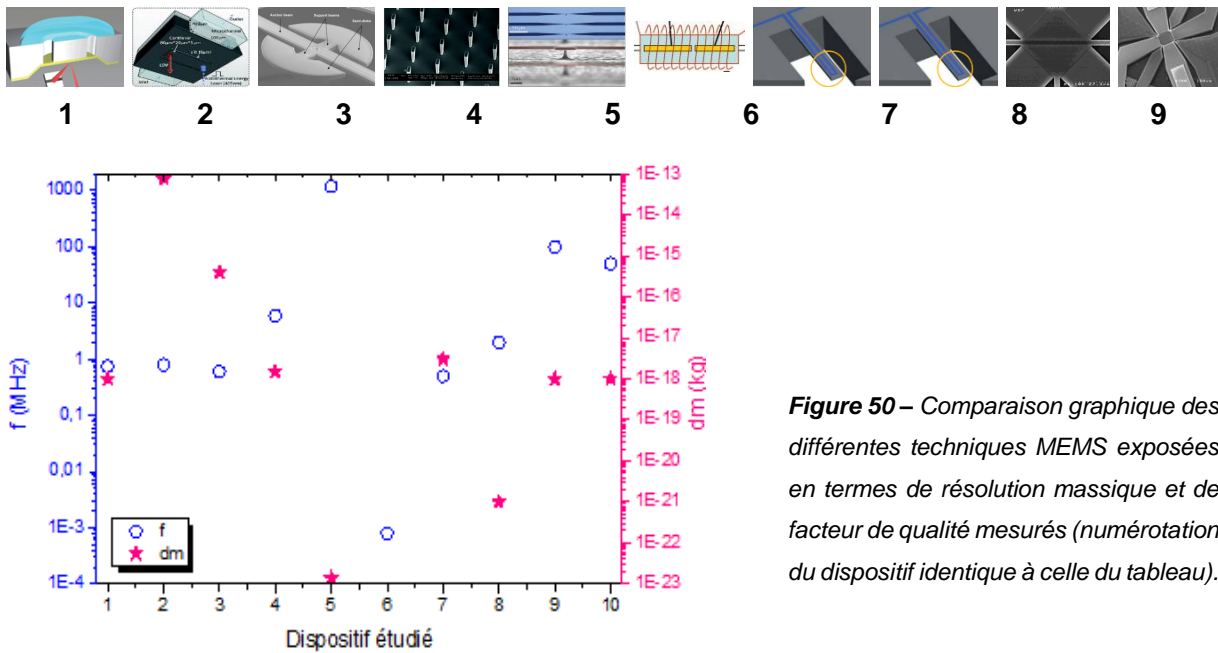 1 2 3 4 5 6 7 8 9
1000
100
10
1
0,1
0,01
1E-3
1E-4
f (MHz)
f
dm
1E-13
1E-14
1E-15
1E-16
1E-17
1E-18
1E-19
1E-20
1E-21
1E-22
1E-23
dm (kg)
1 2 3 4 5 6 7 8 9 10
Dispositif étudié
Figure 50 – Comparaison graphique des
différentes techniques MEMS exposées
en termes de résolution massique et de
facteur de qualité mesurés (numérotation
du dispositif identique à celle du tableau).